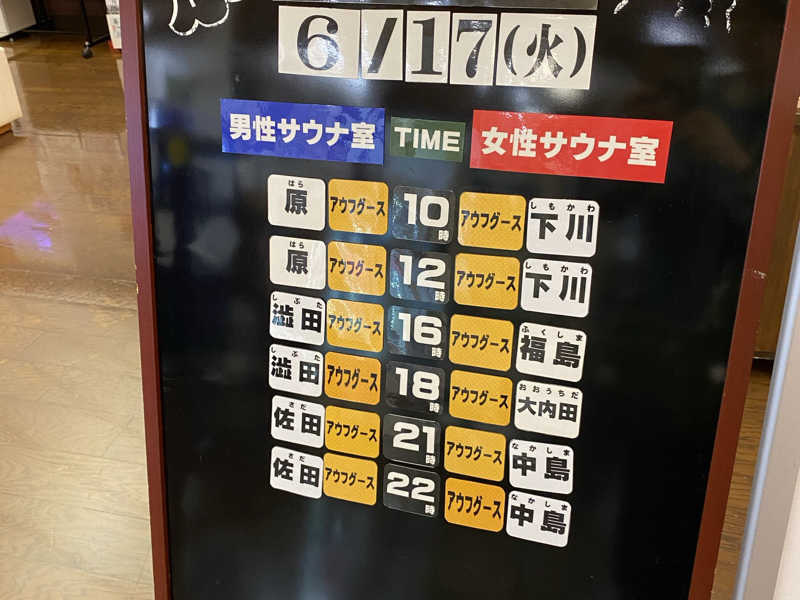 6/17(火)
男性サウナ室 TIME 女性サウナ室
はら しもかわ
原 アウフグース 10時 アウフグース 下川
はら しもかわ
原 アウフグース 12時 アウフグース 下川
しぶた ふくしま
澁田 アウフグース 16時 アウフグース 福島
しぶた おおうちだ
澁田 アウフグース 18時 アウフグース 大内田
さだ なかしま
佐田 アウフグース 21時 アウフグース 中島
さだ なかしま
佐田 アウフグース 22時 アウフグース 中島